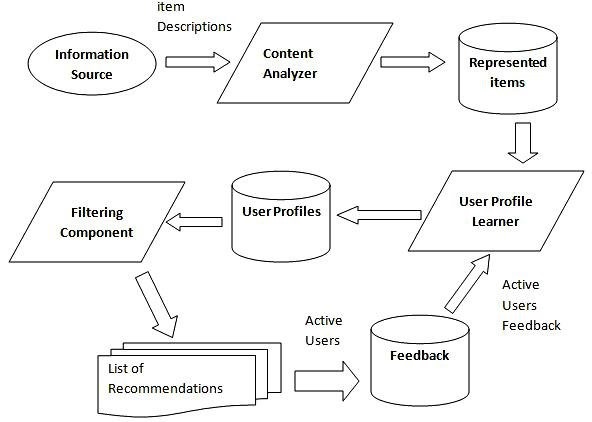 item
Descriptions
Information
Source
Content
Analyzer
Represented
items
Filtering
Component
User Profiles
User Profile
Learner
Active
Users
Feedback
Active
Users
List of
Recommendations
Feedback